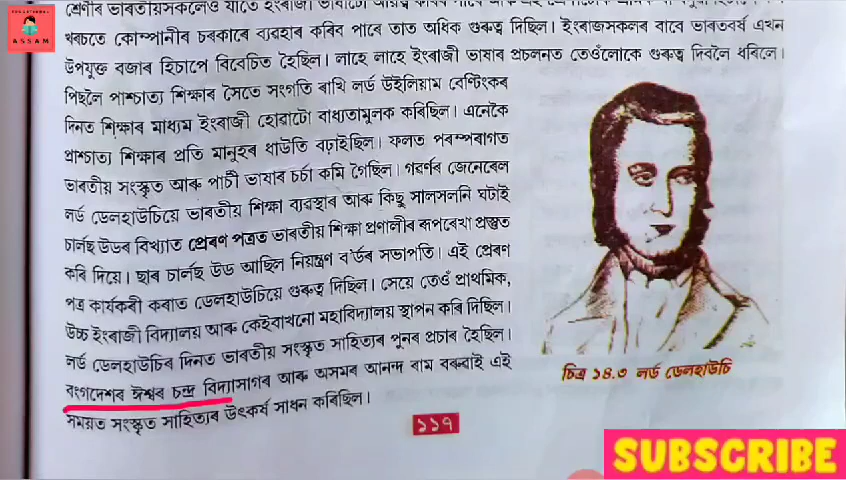 শ্ৰেণীৰ ভাৰতীয়সকলেও যাতে ইংৰাজী ভাষাটো আয়ত্ত কৰিব পাৰে
খৰচতে কোম্পানীৰ চৰকাৰে ব্যৱহাৰ কৰিব পাৰে তাত অধিক গুৰুত্ব দিছিল। ইংৰাজসকলৰ বাবে ভাৰতবৰ্ষ এখন
উপযুক্ত বজাৰ হিচাপে বিবেচিত হৈছিল। লাহে লাহে ইংৰাজী ভাষাৰ প্ৰচলনত তেওঁলোকে গুৰুত্ব দিবলৈ ধৰিলে।
পিছলৈ পাশ্চাত্য শিক্ষাৰ সৈতে সংগতি ৰাখি লৰ্ড উইলিয়াম বেণ্টিংকৰ
দিনত শিক্ষাৰ মাধ্যম ইংৰাজী হোৱাটো বাধ্যতামূলক কৰিছিল। এনেকৈ
প্ৰাশ্চাত্য শিক্ষাৰ প্ৰতি মানুহৰ ধাউতি বঢ়াইছিল। ফলত পৰম্পৰাগত
ভাৰতীয় সংস্কৃত আৰু পাৰ্চী ভাষাৰ চৰ্চা কমি গৈছিল। গৱৰ্ণৰ জেনেৰেল
লৰ্ড ডেলহাউচিয়ে ভাৰতীয় শিক্ষা ব্যৱস্থাৰ আৰু কিছু সালসলনি ঘটাই
চাৰ্লছ উডৰ বিখ্যাত প্ৰেৰণ পত্ৰত ভাৰতীয় শিক্ষা প্ৰণালীৰ ৰূপৰেখা প্ৰস্তুত
কৰি দিয়ে। ছাৰ চাৰ্লছ উড আছিল নিয়ন্ত্ৰণ বৰ্ডৰ সভাপতি। এই প্ৰেৰণ
পত্ৰ কাৰ্যকৰী কৰাত ডেলহাউচিয়ে গুৰুত্ব দিছিল। সেয়ে তেওঁ প্ৰাথমিক,
উচ্চ ইংৰাজী বিদ্যালয় আৰু কেইবাখনো মহাবিদ্যালয় স্থাপন কৰি দিছিল।
লৰ্ড ডেলহাউচিৰ দিনত ভাৰতীয় সংস্কৃত সাহিত্যৰ পুনৰ প্ৰচাৰ হৈছিল।
বংগদেশৰ ঈশ্বৰ চন্দ্ৰ বিদ্যাসাগৰ আৰু অসমৰ আনন্দ ৰাম বৰুৱাই এই
সময়ত সংস্কৃত সাহিত্যৰ উৎকৰ্ষ সাধন কৰিছিল।
চিত্ৰ ১৪.৩ লৰ্ড ডেলহাউচি
১১৭
ASSAM
SUBSCRIBE